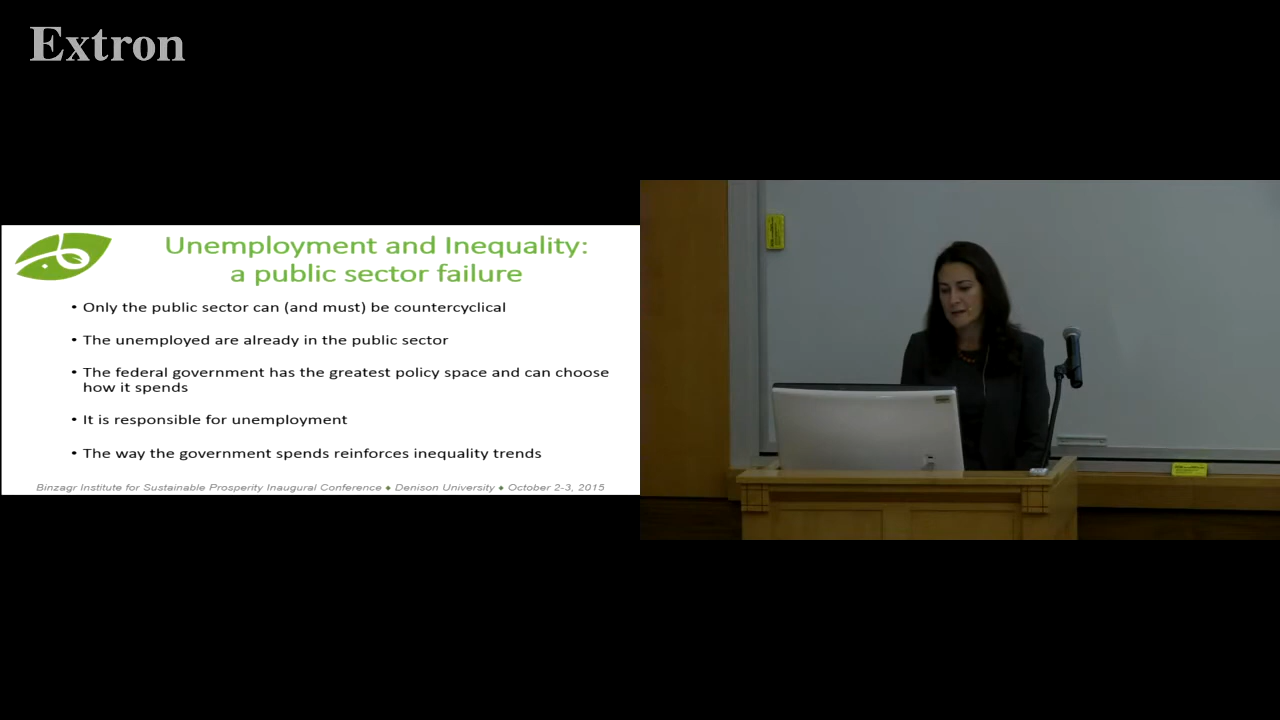 Extron
Unemployment and Inequality:
a public sector failure
• Only the public sector can (and must) be countercyclical
• The unemployed are already in the public sector
• The federal government has the greatest policy space and can choose
how it spends
• It is responsible for unemployment
• The way the government spends reinforces inequality trends
Binzagr Institute for Sustainable Prosperity Inaugural Conference ♦ Denison University ♦ October 2-3, 2015